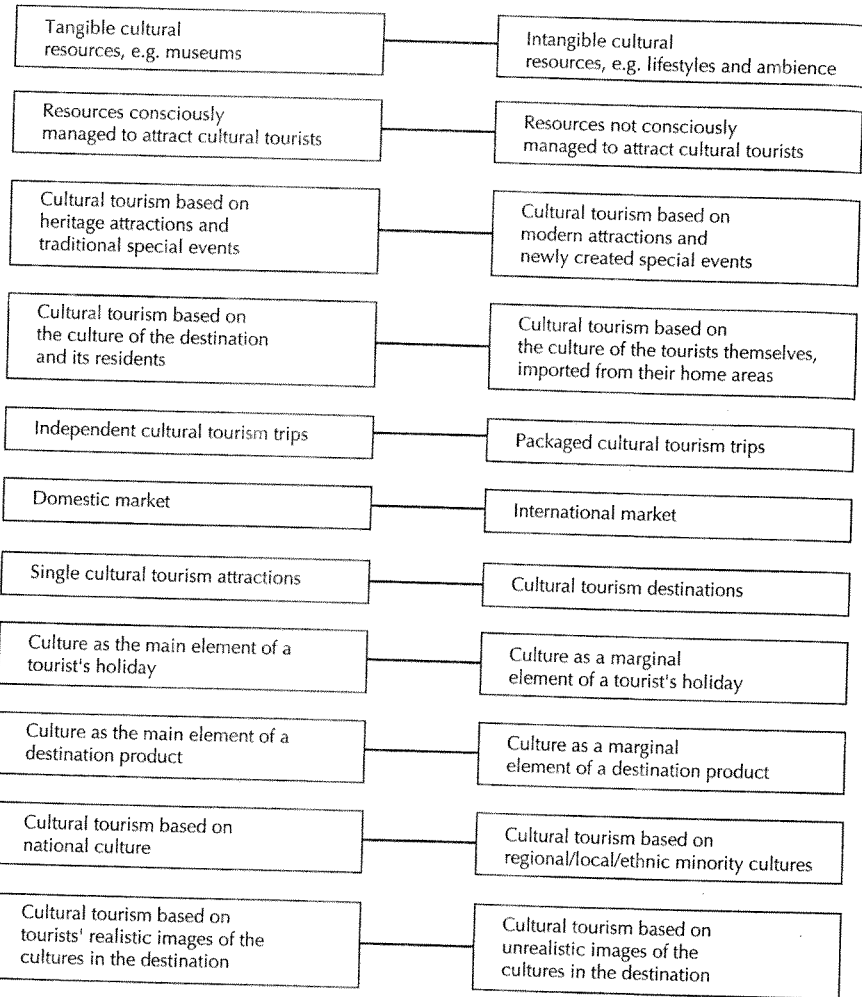 Tangible cultural
resources, e.g. museums
Intangible cultural
resources, e.g. lifestyles and ambience
Resources consciously
managed to attract cultural tourists
Resources not consciously
managed to attract cultural tourists
Cultural tourism based on
heritage attractions and
traditional special events
Cultural tourism based on
modern attractions and
newly created special events
Cultural tourism based on
the culture of the destination
and its residents
Cultural tourism based on
the culture of the tourists themselves,
imported from their home areas
Independent cultural tourism trips
Packaged cultural tourism trips
Domestic market
International market
Single cultural tourism attractions
Cultural tourism destinations
Culture as the main element of a
tourist's holiday
Culture as a marginal
element of a tourist's holiday
Culture as the main element of a
destination product
Culture as a marginal
element of a destination product
Cultural tourism based on
national culture
Cultural tourism based on
regional/local/ethnic minority cultures
Cultural tourism based on
tourists' realistic images of the
cultures in the destination
Cultural tourism based on
unrealistic images of the
cultures in the destination